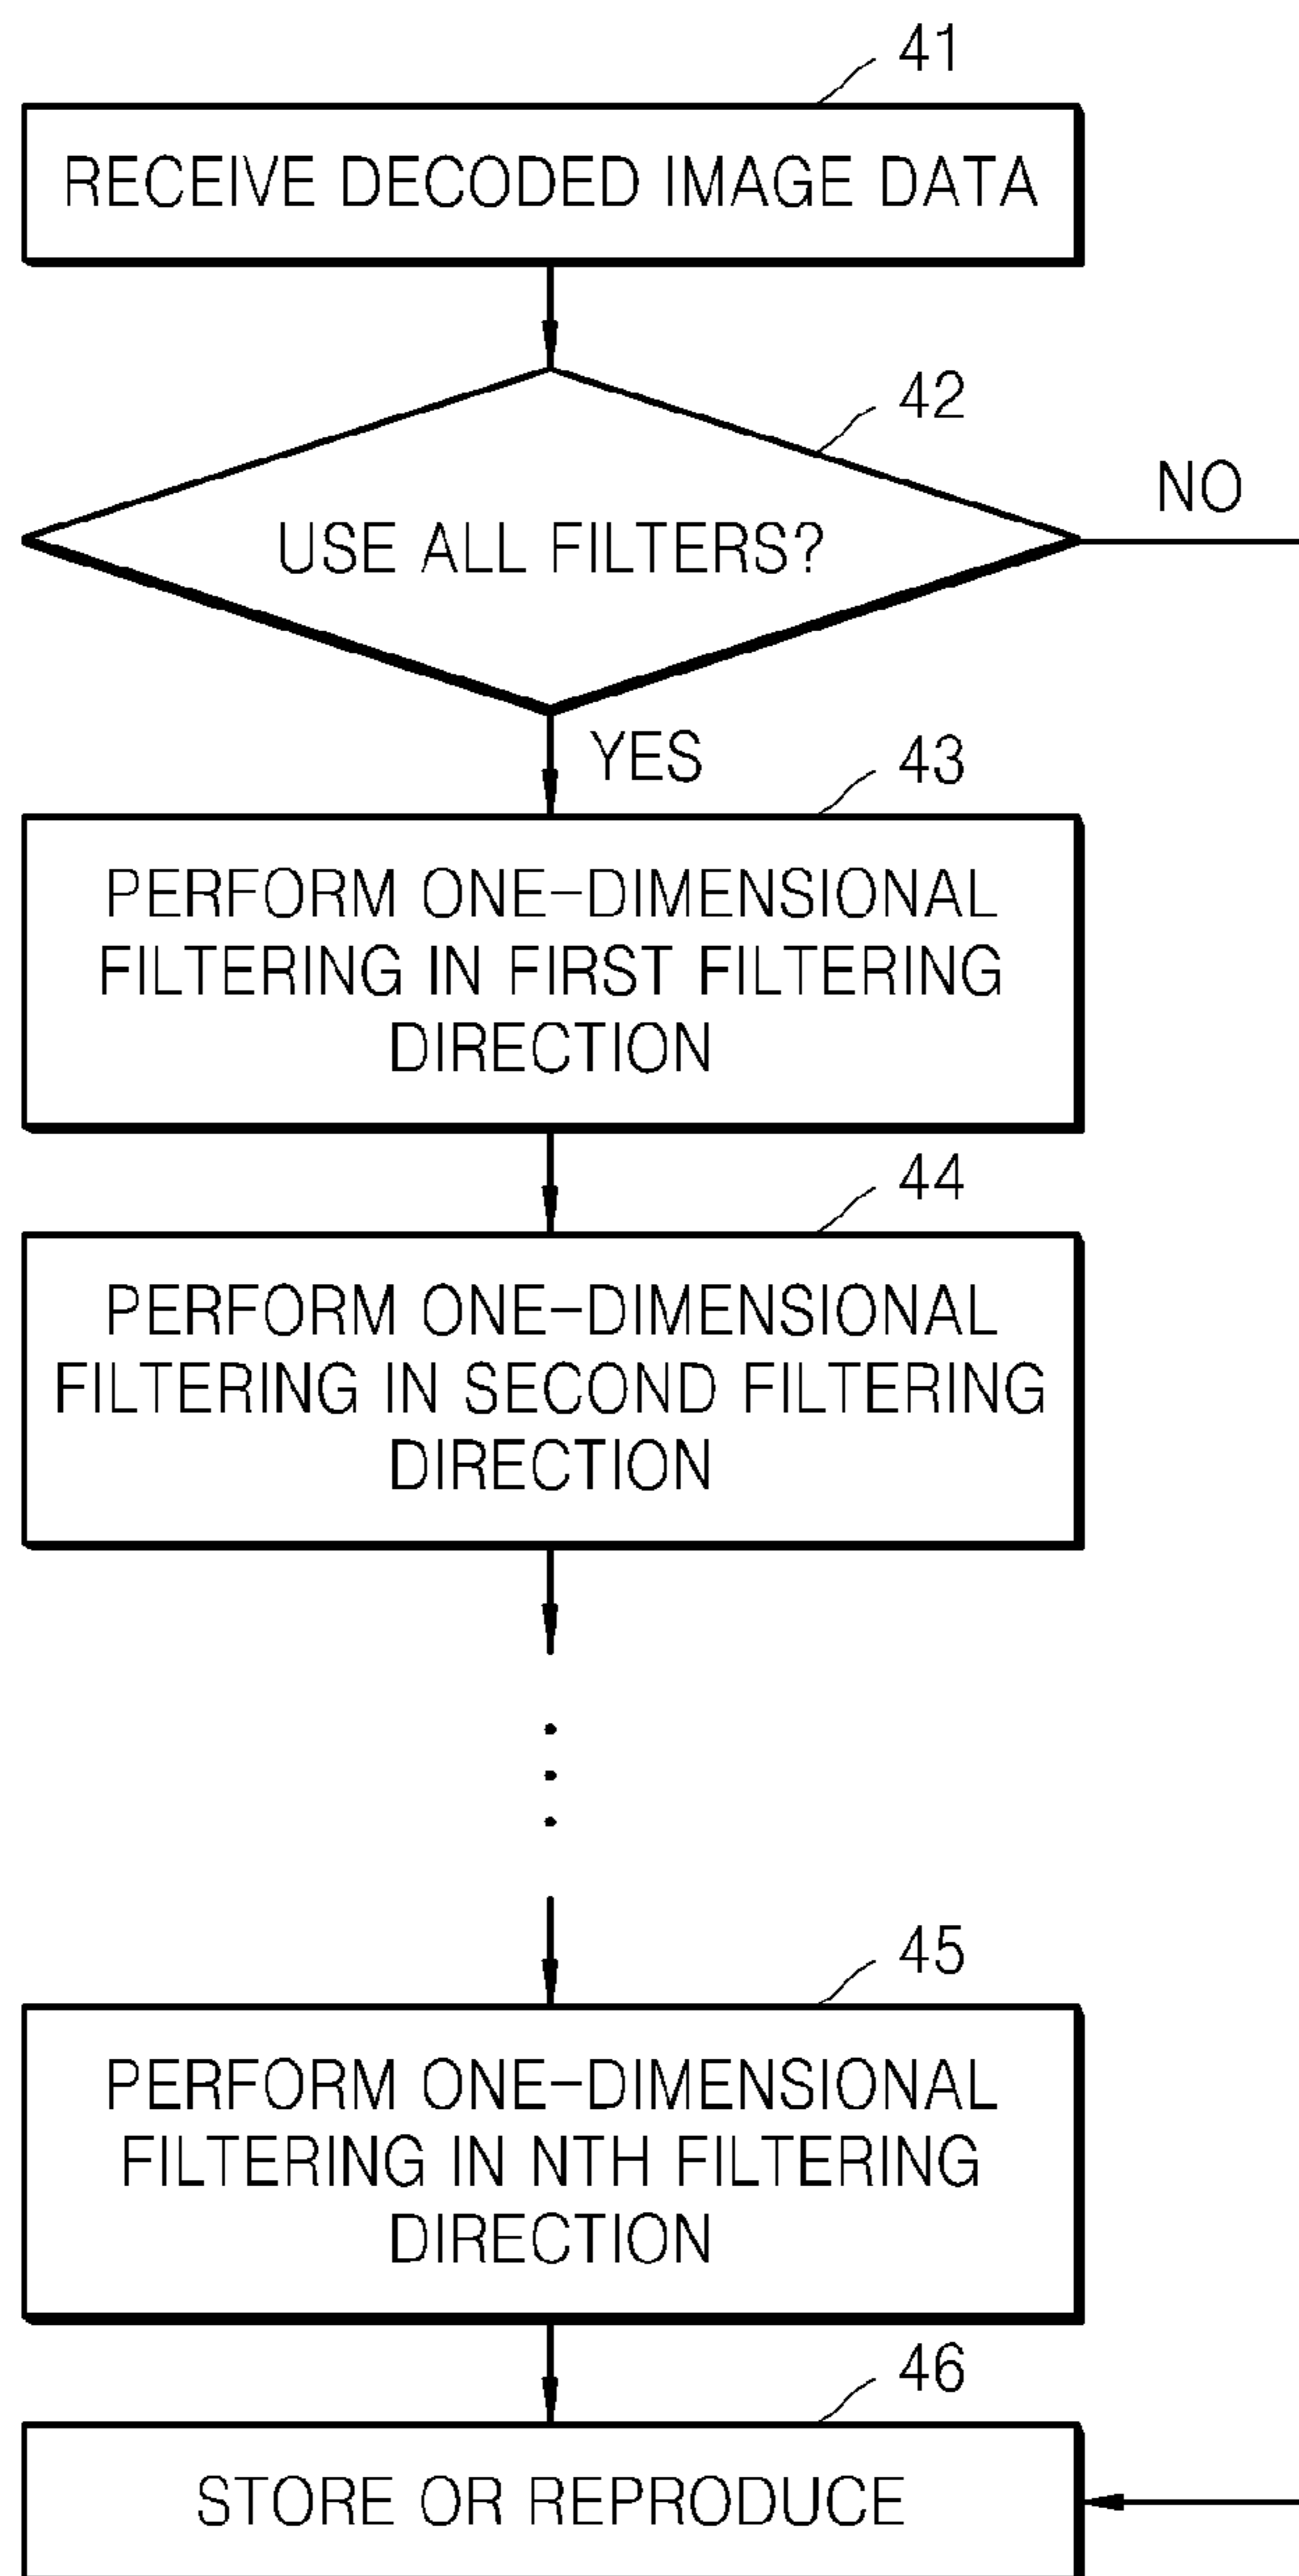 41
RECEIVE DECODED IMAGE DATA
42
USE ALL FILTERS?
NO
YES
43
PERFORM ONE-DIMENSIONAL
FILTERING IN FIRST FILTERING
DIRECTION
44
PERFORM ONE-DIMENSIONAL
FILTERING IN SECOND FILTERING
DIRECTION
45
PERFORM ONE-DIMENSIONAL
FILTERING IN NTH FILTERING
DIRECTION
46
STORE OR REPRODUCE